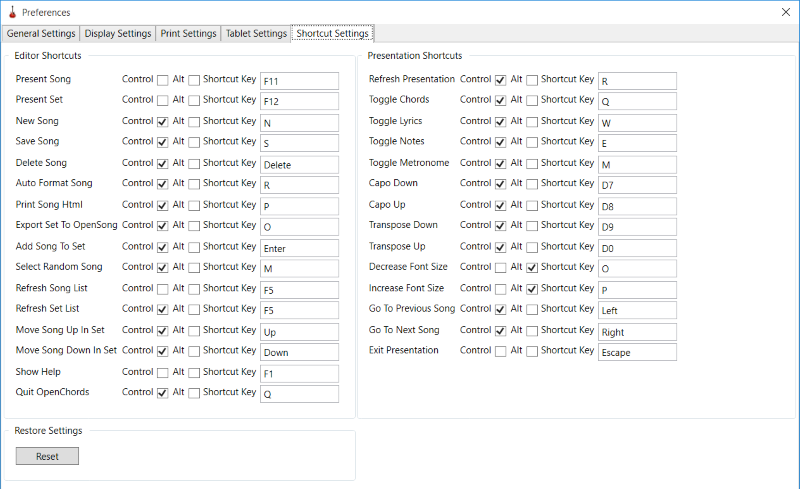 Preferences
General Settings Display Settings Print Settings Tablet Settings Shortcut Settings
Editor Shortcuts
Present Song Control Alt Shortcut Key F11
Present Set Control Alt Shortcut Key F12
New Song Control Alt Shortcut Key N
Save Song Control Alt Shortcut Key S
Delete Song Control Alt Shortcut Key Delete
Auto Format Song Control Alt Shortcut Key R
Print Song Html Control Alt Shortcut Key P
Export Set To OpenSong Control Alt Shortcut Key O
Add Song To Set Control Alt Shortcut Key Enter
Select Random Song Control Alt Shortcut Key M
Refresh Song List Control Alt Shortcut Key F5
Refresh Set List Control Alt Shortcut Key F5
Move Song Up In Set Control Alt Shortcut Key Up
Move Song Down In Set Control Alt Shortcut Key Down
Show Help Control Alt Shortcut Key F1
Quit OpenChords Control Alt Shortcut Key Q
Presentation Shortcuts
Refresh Presentation Control Alt Shortcut Key R
Toggle Chords Control Alt Shortcut Key Q
Toggle Lyrics Control Alt Shortcut Key W
Toggle Notes Control Alt Shortcut Key E
Toggle Metronome Control Alt Shortcut Key M
Capo Down Control Alt Shortcut Key D7
Capo Up Control Alt Shortcut Key D8
Transpose Down Control Alt Shortcut Key D9
Transpose Up Control Alt Shortcut Key D0
Decrease Font Size Control Alt Shortcut Key O
Increase Font Size Control Alt Shortcut Key P
Go To Previous Song Control Alt Shortcut Key Left
Go To Next Song Control Alt Shortcut Key Right
Exit Presentation Control Alt Shortcut Key Escape
Restore Settings
Reset